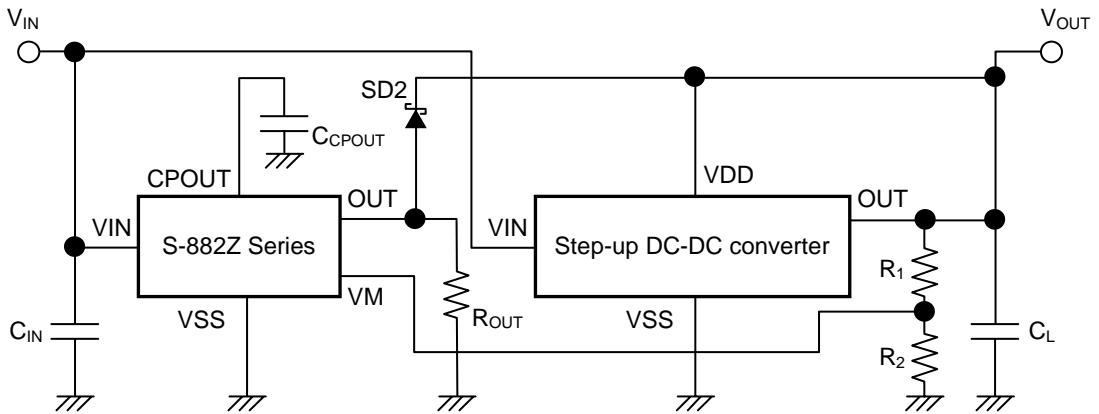 VIN
VOUT
SD2
CCPOUT
CPOUT
VDD
OUT
OUT
VIN
S-882Z Series
VIN
Step-up DC-DC converter
R1
VM
VSS
ROUT
VSS
CIN
R2
CL